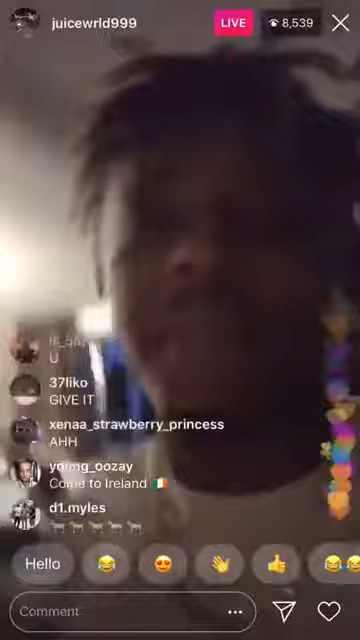 juicewrld999
LIVE
8,539
U
37liko
GIVE IT
xenaa_strawberry_princess
AHH
young_oozay
Come to Ireland 🇮🇪
d1.myles
🐎 🐎 🐎 🐎 🐎
Hello
Comment